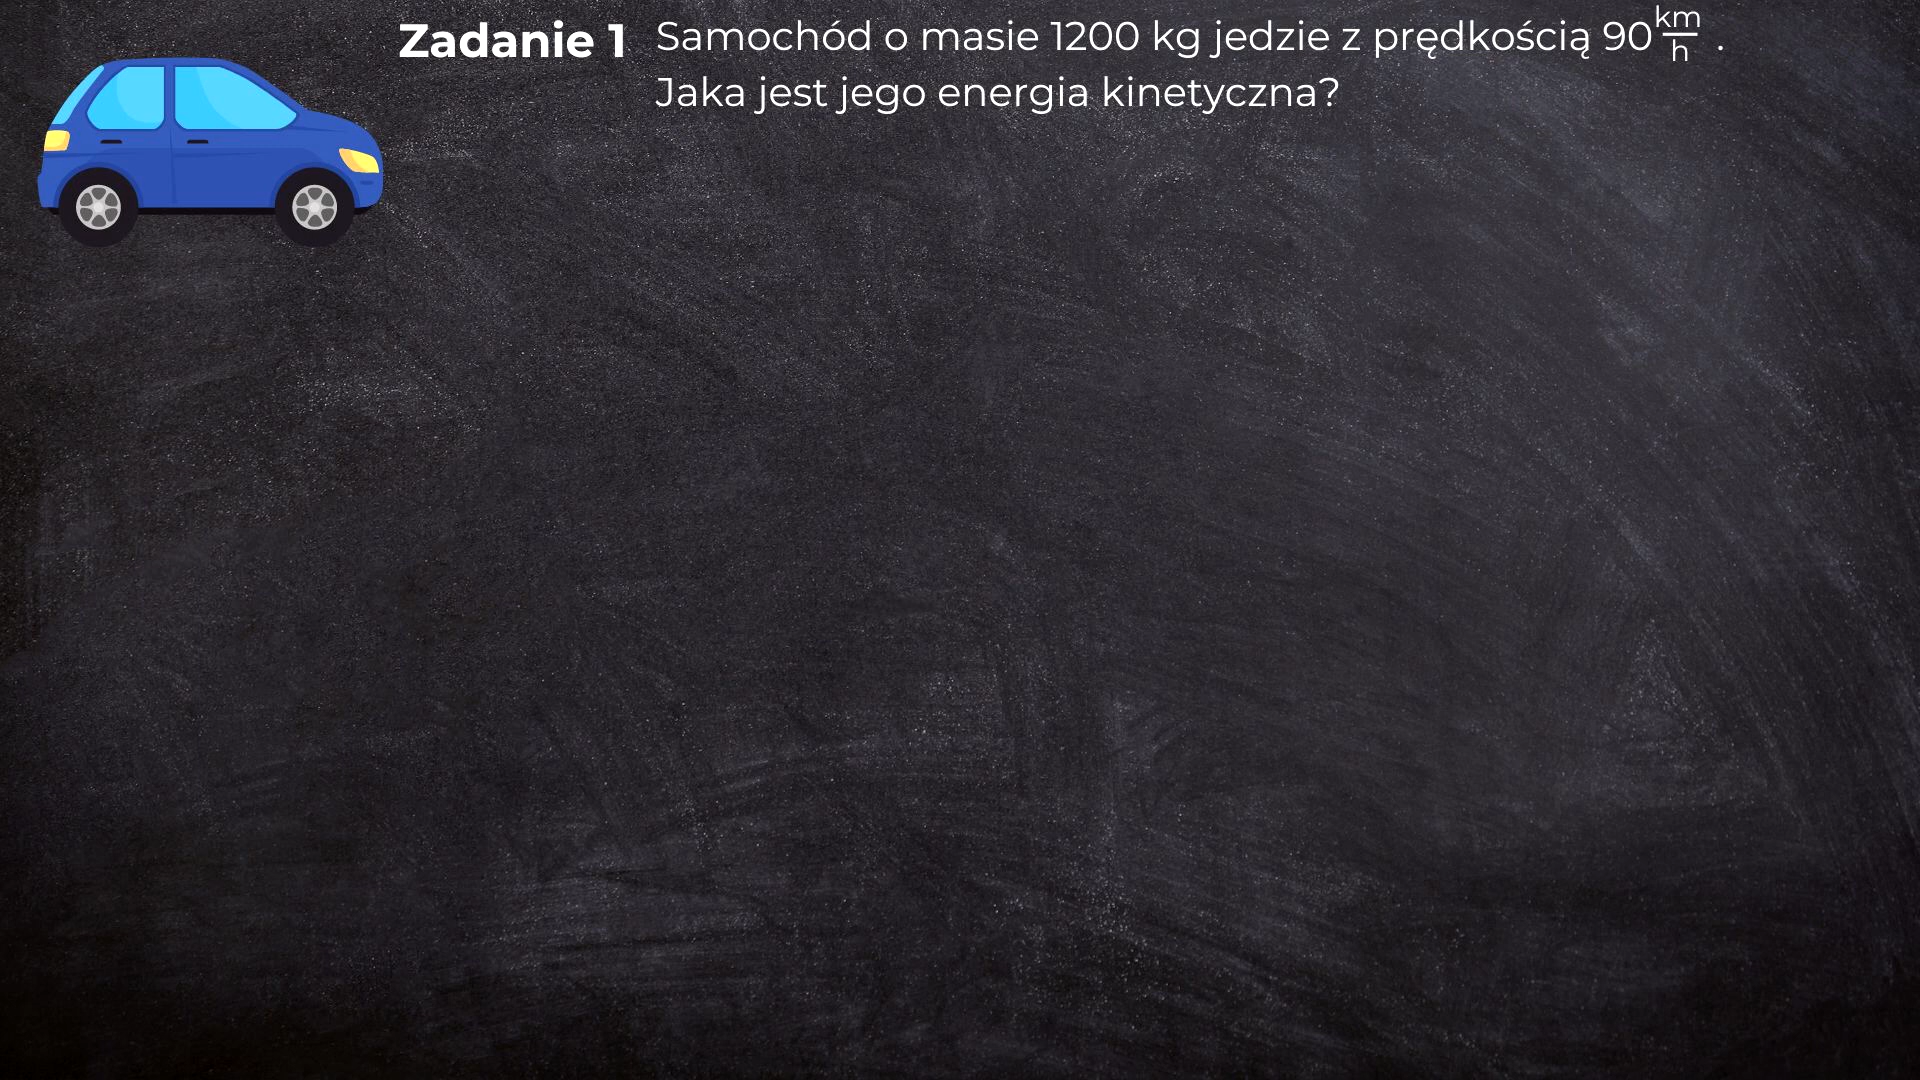 Zadanie 1 Samochód o masie 1200 kg jedzie z prędkością 90 km/h .
Jaka jest jego energia kinetyczna?